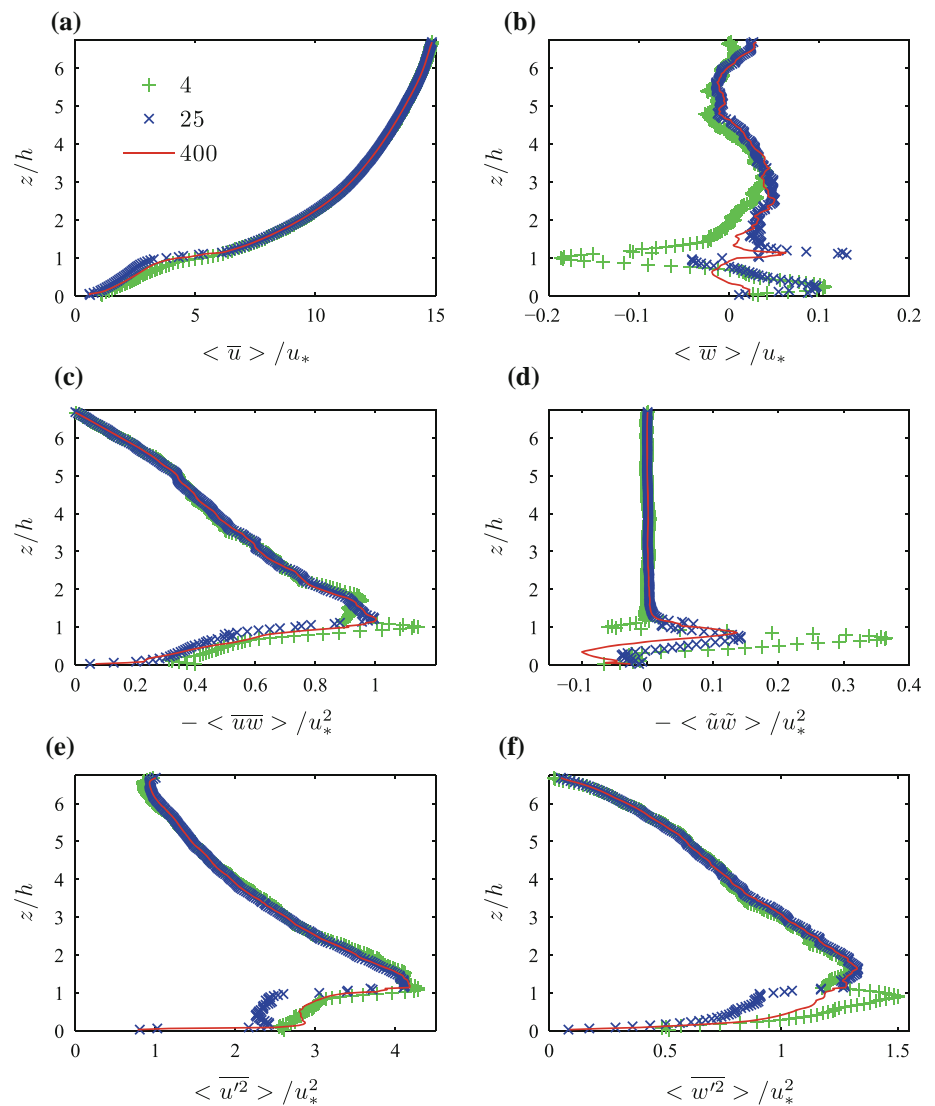 (a)
6
5
4
3
2
1
0
z/h
4
25
400
0 5 10 15
< u̅ > /u∗
(b)
6
5
4
3
2
1
0
z/h
−0.2 −0.1 0 0.1 0.2
< w̅ > /u∗
(c)
6
5
4
3
2
1
0
z/h
0 0.2 0.4 0.6 0.8 1
− < u̅w̅ > /u∗²
(d)
6
5
4
3
2
1
0
z/h
−0.1 0 0.1 0.2 0.3 0.4
− < ũw̃ > /u∗²
(e)
6
5
4
3
2
1
0
z/h
0 1 2 3 4
< u̅′̅²̅ > /u∗²
(f)
6
5
4
3
2
1
0
z/h
0 0.5 1 1.5
< w̅′̅²̅ > /u∗²